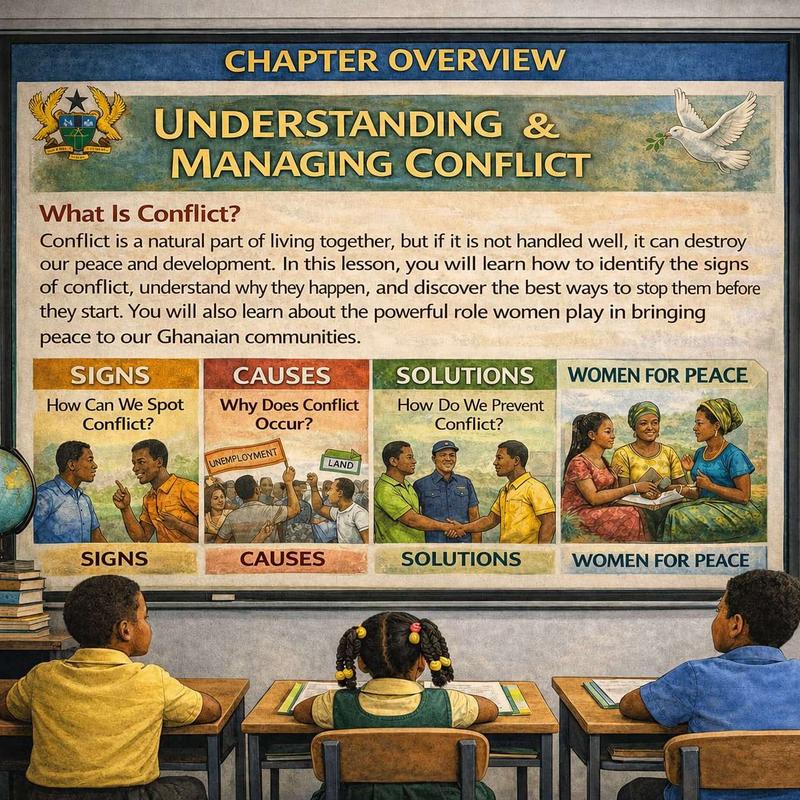 CHAPTER OVERVIEW
UNDERSTANDING &
MANAGING CONFLICT
What Is Conflict?
Conflict is a natural part of living together, but if it is not handled well, it can destroy
our peace and development. In this lesson, you will learn how to identify the signs
of conflict, understand why they happen, and discover the best ways to stop them before
they start. You will also learn about the powerful role women play in bringing
peace to our Ghanaian communities.
SIGNS
How Can We Spot
Conflict?
SIGNS
CAUSES
Why Does Conflict
Occur?
UNEMPLOYMENT
LAND
CAUSES
SOLUTIONS
How Do We Prevent
Conflict?
SOLUTIONS
WOMEN FOR PEACE
WOMEN FOR PEACE